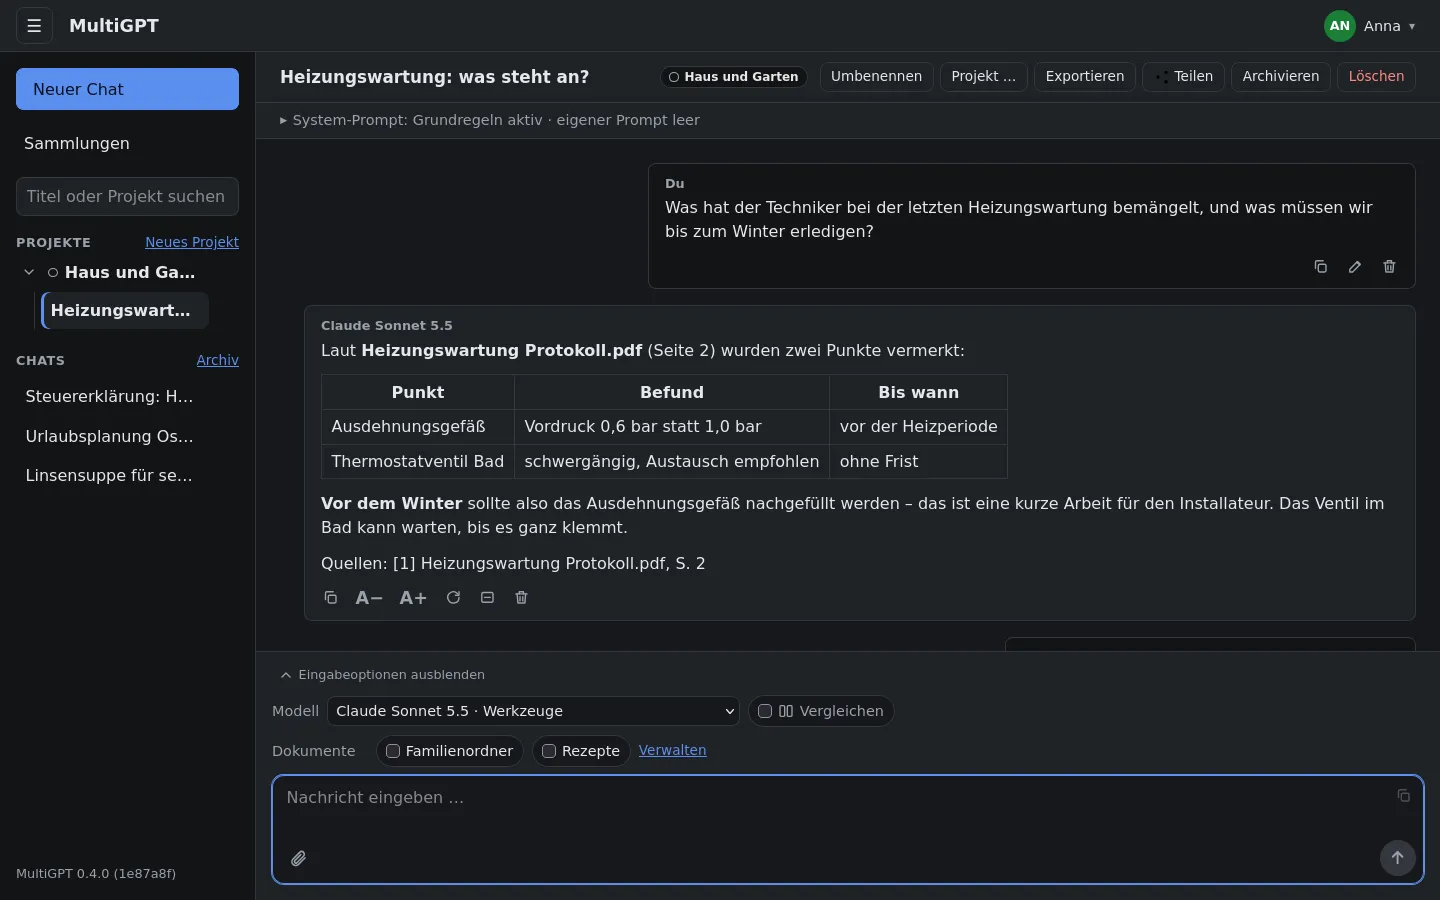 ☰ MultiGPT
AN Anna ▾
Neuer Chat
Sammlungen
Titel oder Projekt suchen
PROJEKTE Neues Projekt
Haus und Ga…
Heizungswart…
CHATS Archiv
Steuererklärung: H…
Urlaubsplanung Os…
Linsensuppe für se…
MultiGPT 0.4.0 (1e87a8f)
Heizungswartung: was steht an?
Haus und Garten
Umbenennen
Projekt …
Exportieren
Teilen
Archivieren
Löschen
▸ System-Prompt: Grundregeln aktiv · eigener Prompt leer
Du
Was hat der Techniker bei der letzten Heizungswartung bemängelt, und was müssen wir
bis zum Winter erledigen?
Claude Sonnet 5.5
Laut Heizungswartung Protokoll.pdf (Seite 2) wurden zwei Punkte vermerkt:
Punkt Befund Bis wann
Ausdehnungsgefäß Vordruck 0,6 bar statt 1,0 bar vor der Heizperiode
Thermostatventil Bad schwergängig, Austausch empfohlen ohne Frist
Vor dem Winter sollte also das Ausdehnungsgefäß nachgefüllt werden – das ist eine kurze Arbeit für den Installateur. Das Ventil im
Bad kann warten, bis es ganz klemmt.
Quellen: [1] Heizungswartung Protokoll.pdf, S. 2
A− A+
Eingabeoptionen ausblenden
Modell Claude Sonnet 5.5 · Werkzeuge Vergleichen
Dokumente Familienordner Rezepte Verwalten
Nachricht eingeben …